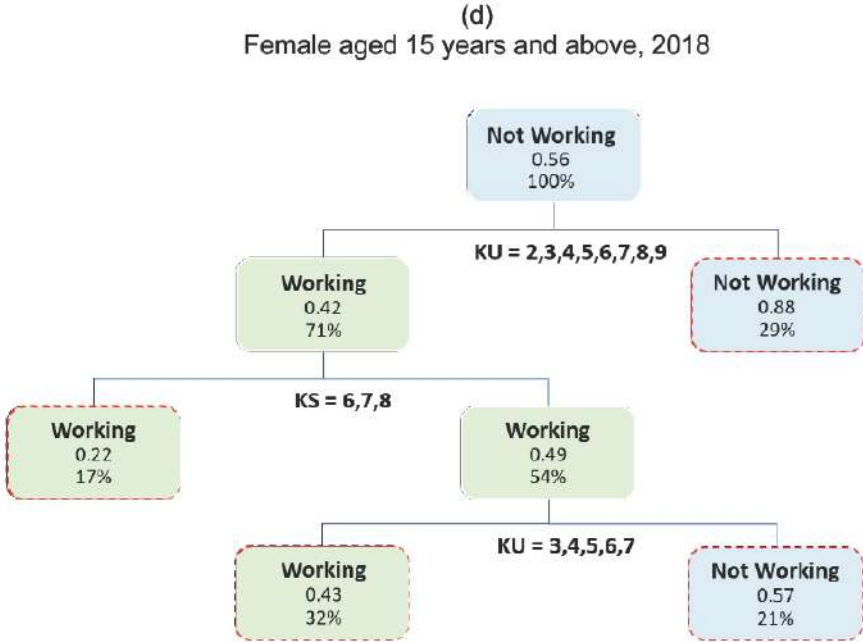 (d)
Female aged 15 years and above, 2018
Not Working
0.56
100%
KU = 2,3,4,5,6,7,8,9
Working
0.42
71%
Not Working
0.88
29%
KS = 6,7,8
Working
0.22
17%
Working
0.49
54%
KU = 3,4,5,6,7
Working
0.43
32%
Not Working
0.57
21%